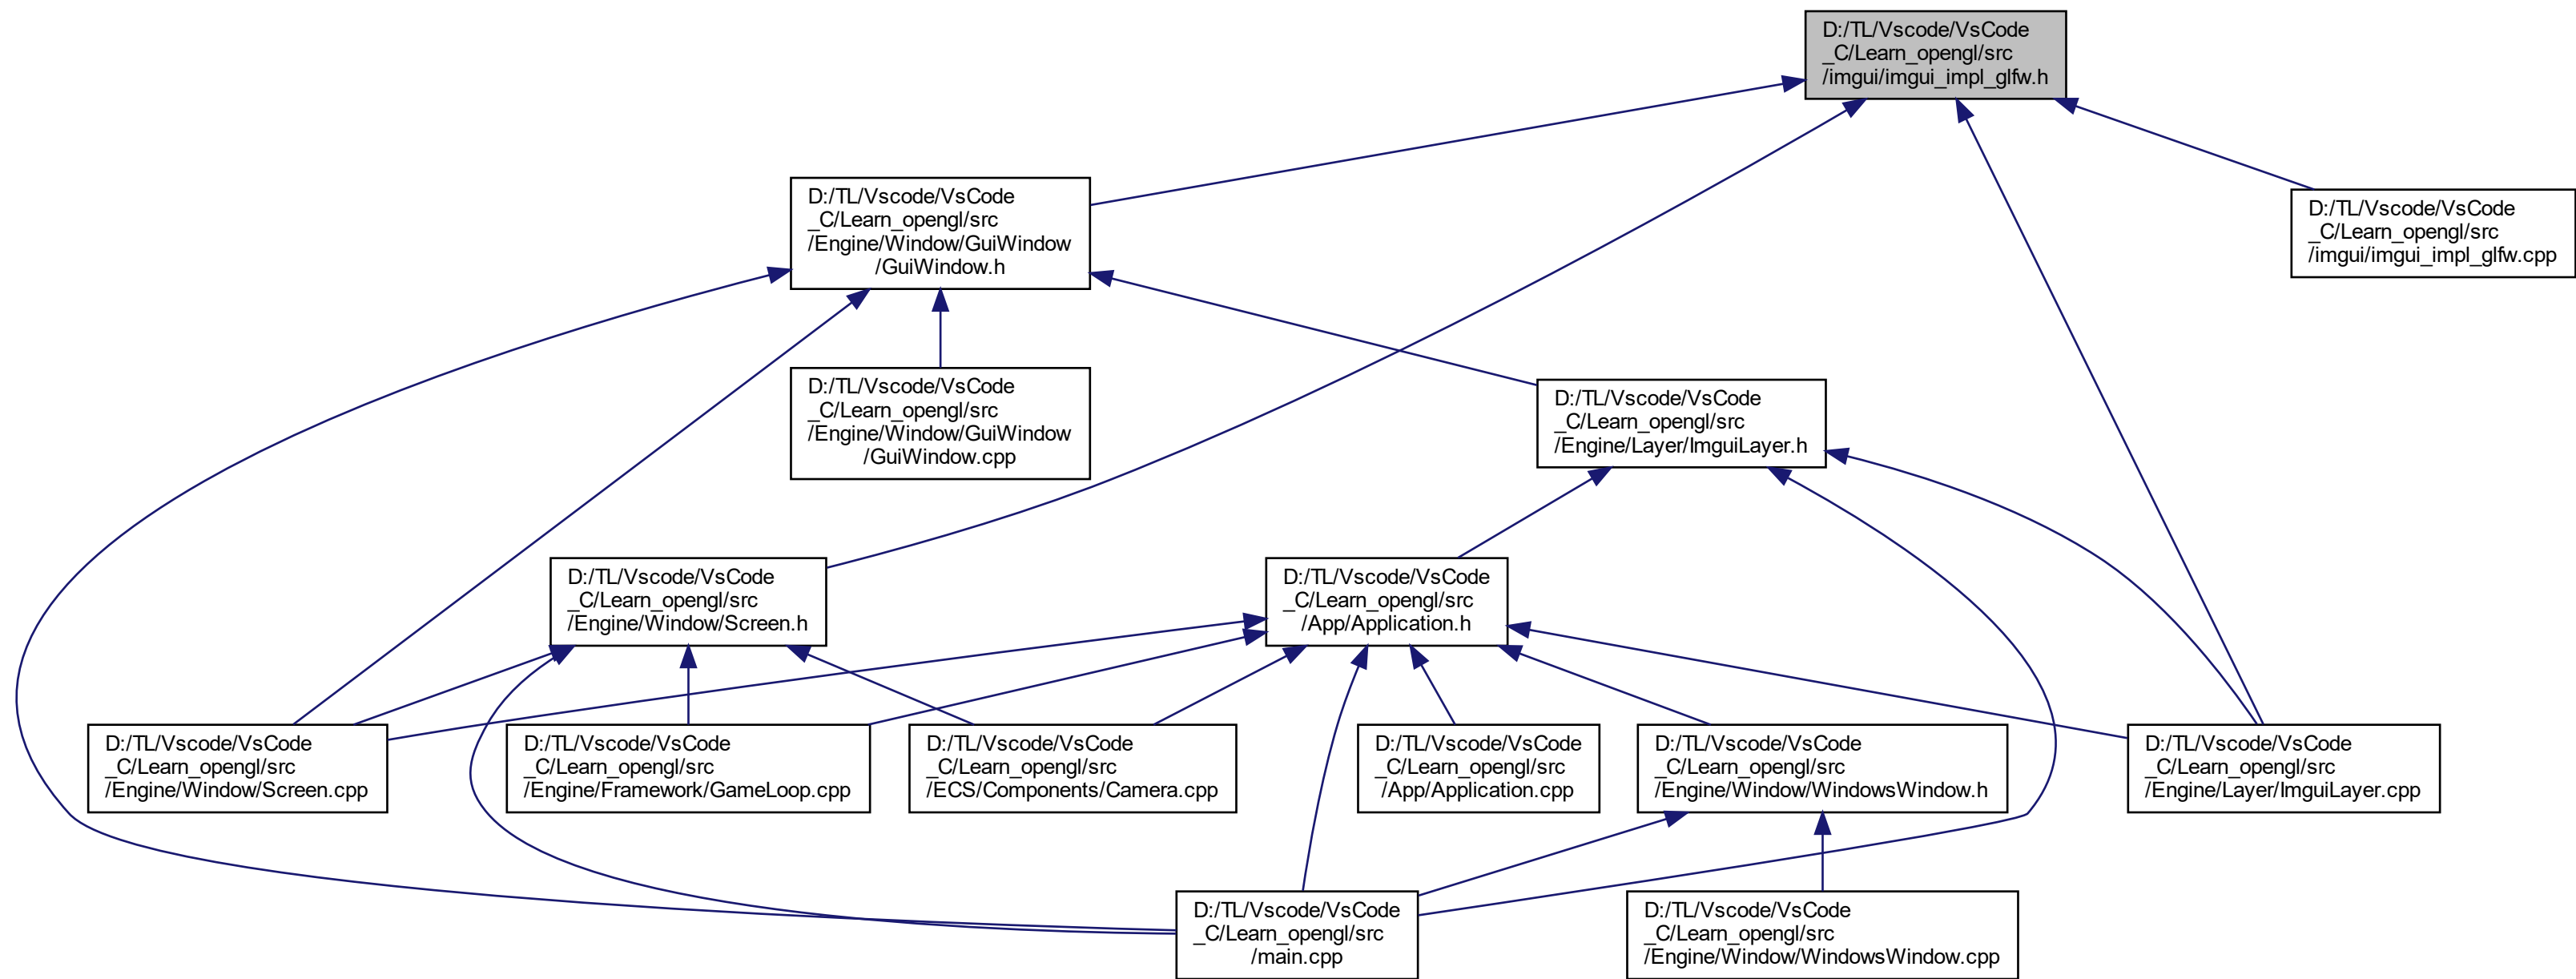 D:/TL/Vscode/VsCode
_C/Learn_opengl/src
/imgui/imgui_impl_glfw.h
D:/TL/Vscode/VsCode
_C/Learn_opengl/src
/Engine/Window/GuiWindow
/GuiWindow.h
D:/TL/Vscode/VsCode
_C/Learn_opengl/src
/imgui/imgui_impl_glfw.cpp
D:/TL/Vscode/VsCode
_C/Learn_opengl/src
/Engine/Window/GuiWindow
/GuiWindow.cpp
D:/TL/Vscode/VsCode
_C/Learn_opengl/src
/Engine/Layer/ImguiLayer.h
D:/TL/Vscode/VsCode
_C/Learn_opengl/src
/Engine/Window/Screen.h
D:/TL/Vscode/VsCode
_C/Learn_opengl/src
/App/Application.h
D:/TL/Vscode/VsCode
_C/Learn_opengl/src
/Engine/Window/Screen.cpp
D:/TL/Vscode/VsCode
_C/Learn_opengl/src
/Engine/Framework/GameLoop.cpp
D:/TL/Vscode/VsCode
_C/Learn_opengl/src
/ECS/Components/Camera.cpp
D:/TL/Vscode/VsCode
_C/Learn_opengl/src
/App/Application.cpp
D:/TL/Vscode/VsCode
_C/Learn_opengl/src
/Engine/Window/WindowsWindow.h
D:/TL/Vscode/VsCode
_C/Learn_opengl/src
/Engine/Layer/ImguiLayer.cpp
D:/TL/Vscode/VsCode
_C/Learn_opengl/src
/main.cpp
D:/TL/Vscode/VsCode
_C/Learn_opengl/src
/Engine/Window/WindowsWindow.cpp